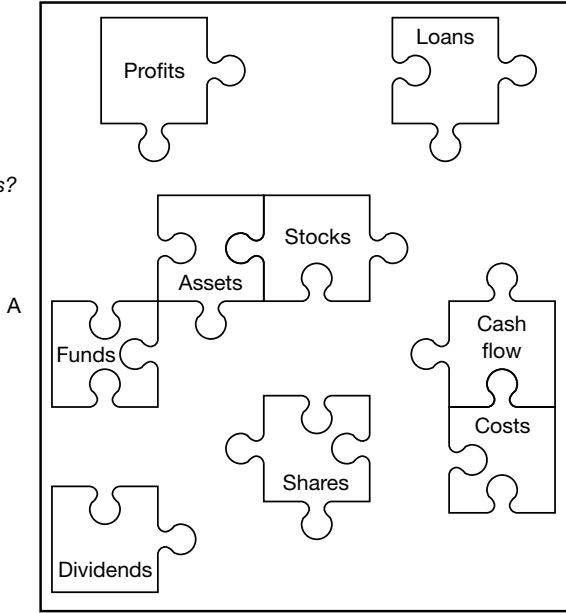 Profits
Loans
s?
Stocks
Assets
A
Funds
Cash
flow
Costs
Shares
Dividends